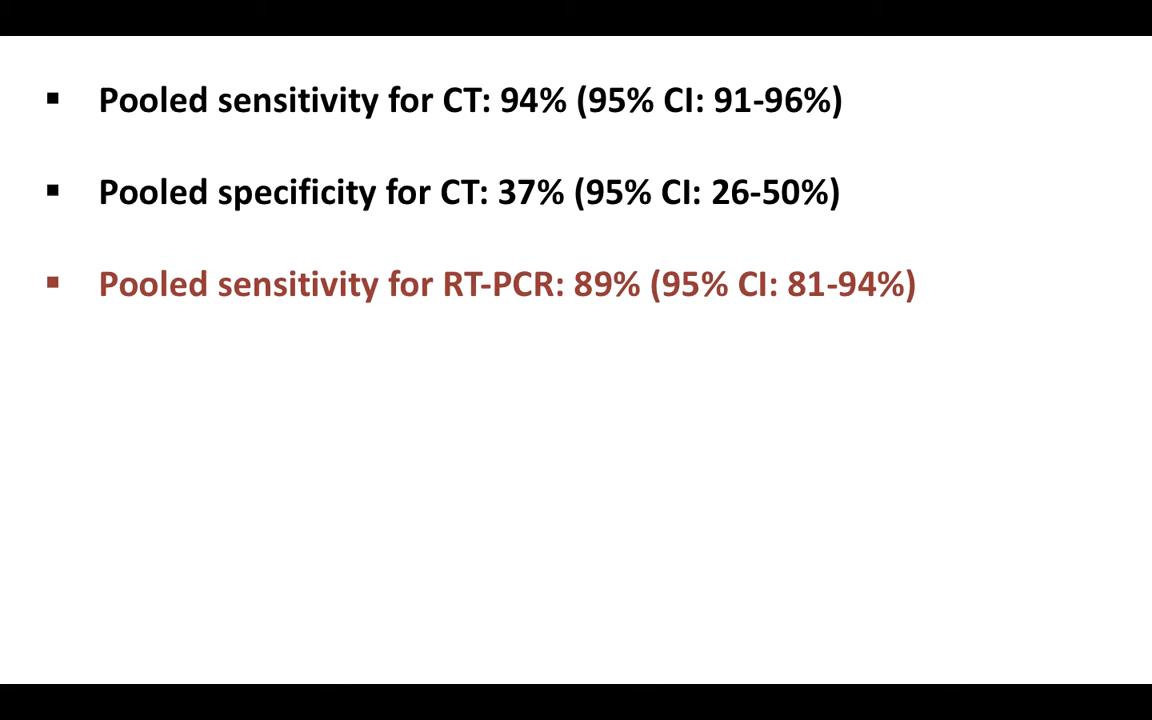 ▪ Pooled sensitivity for CT: 94% (95% CI: 91-96%)
▪ Pooled specificity for CT: 37% (95% CI: 26-50%)
▪ Pooled sensitivity for RT-PCR: 89% (95% CI: 81-94%)